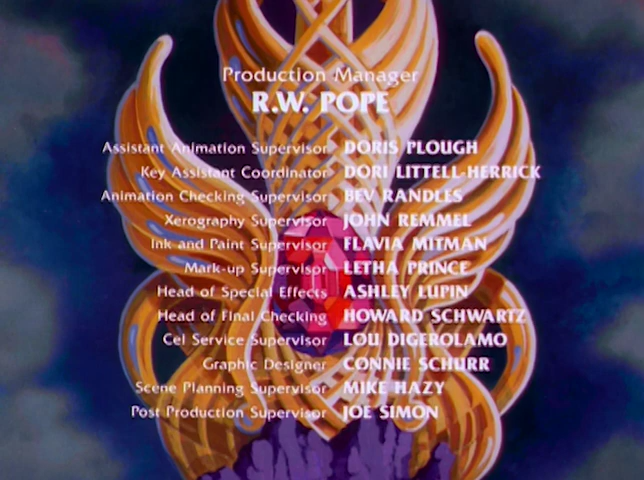 Production Manager
R.W. POPE
Assistant Animation Supervisor DORIS PLOUGH
Key Assistant Coordinator DORI LITTELL-HERRICK
Animation Checking Supervisor BEV RANDLES
Xerography Supervisor JOHN REMMEL
Ink and Paint Supervisor FLAVIA MITMAN
Mark-up Supervisor LETHA PRINCE
Head of Special Effects ASHLEY LUPIN
Head of Final Checking HOWARD SCHWARTZ
Cel Service Supervisor LOU DIGEROLAMO
Graphic Designer CONNIE SCHURR
Scene Planning Supervisor MIKE HAZY
Post Production Supervisor JOE SIMON